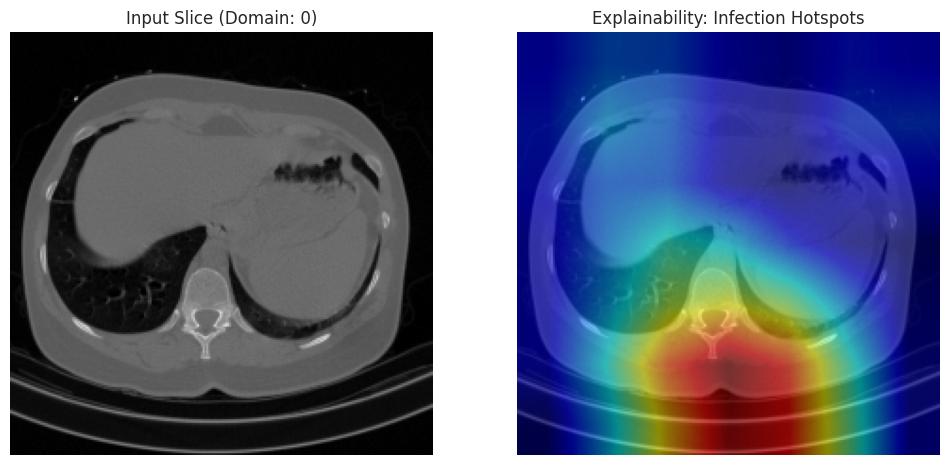 Input Slice (Domain: 0)
Explainability: Infection Hotspots